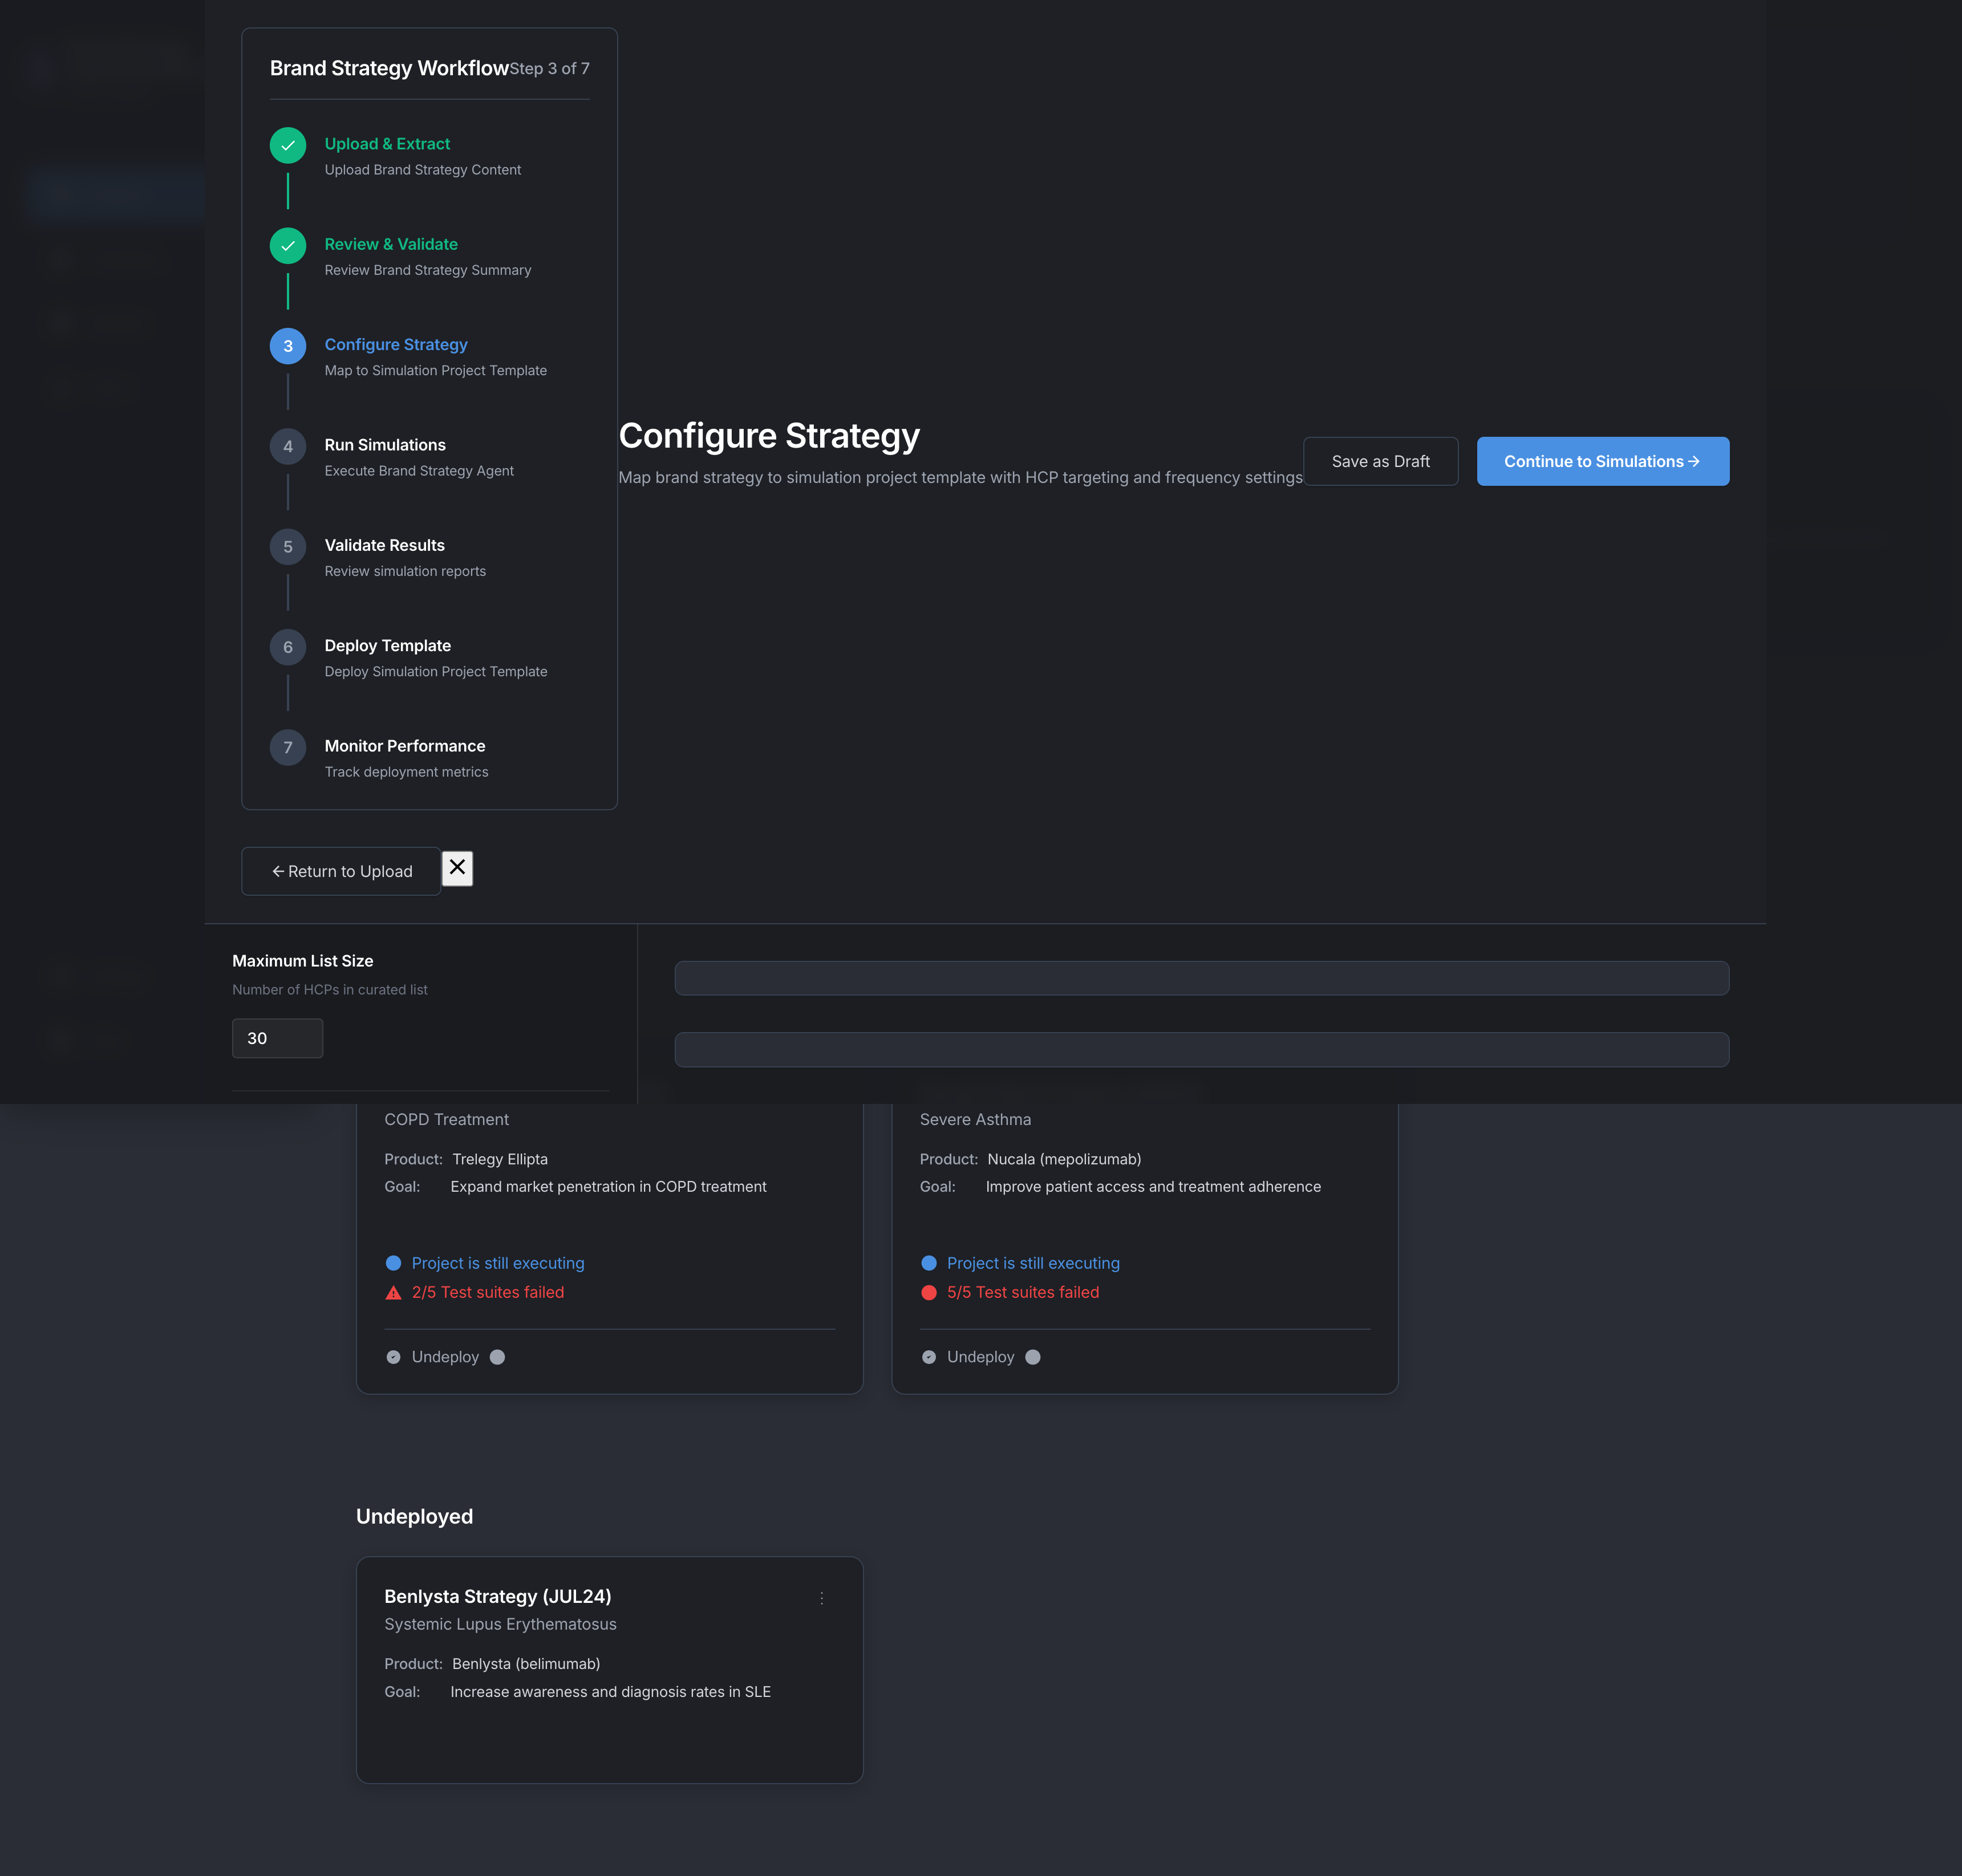 Brand Strategy Workflow Step 3 of 7
Upload & Extract
Upload Brand Strategy Content
Review & Validate
Review Brand Strategy Summary
3 Configure Strategy
Map to Simulation Project Template
4 Run Simulations
Execute Brand Strategy Agent
5 Validate Results
Review simulation reports
6 Deploy Template
Deploy Simulation Project Template
7 Monitor Performance
Track deployment metrics
Configure Strategy
Map brand strategy to simulation project template with HCP targeting and frequency settings
Save as Draft
Continue to Simulations →
← Return to Upload
Maximum List Size
Number of HCPs in curated list
30
COPD Treatment
Product: Trelegy Ellipta
Goal: Expand market penetration in COPD treatment
Project is still executing
2/5 Test suites failed
Undeploy
Severe Asthma
Product: Nucala (mepolizumab)
Goal: Improve patient access and treatment adherence
Project is still executing
5/5 Test suites failed
Undeploy
Undeployed
Benlysta Strategy (JUL24)
Systemic Lupus Erythematosus
Product: Benlysta (belimumab)
Goal: Increase awareness and diagnosis rates in SLE